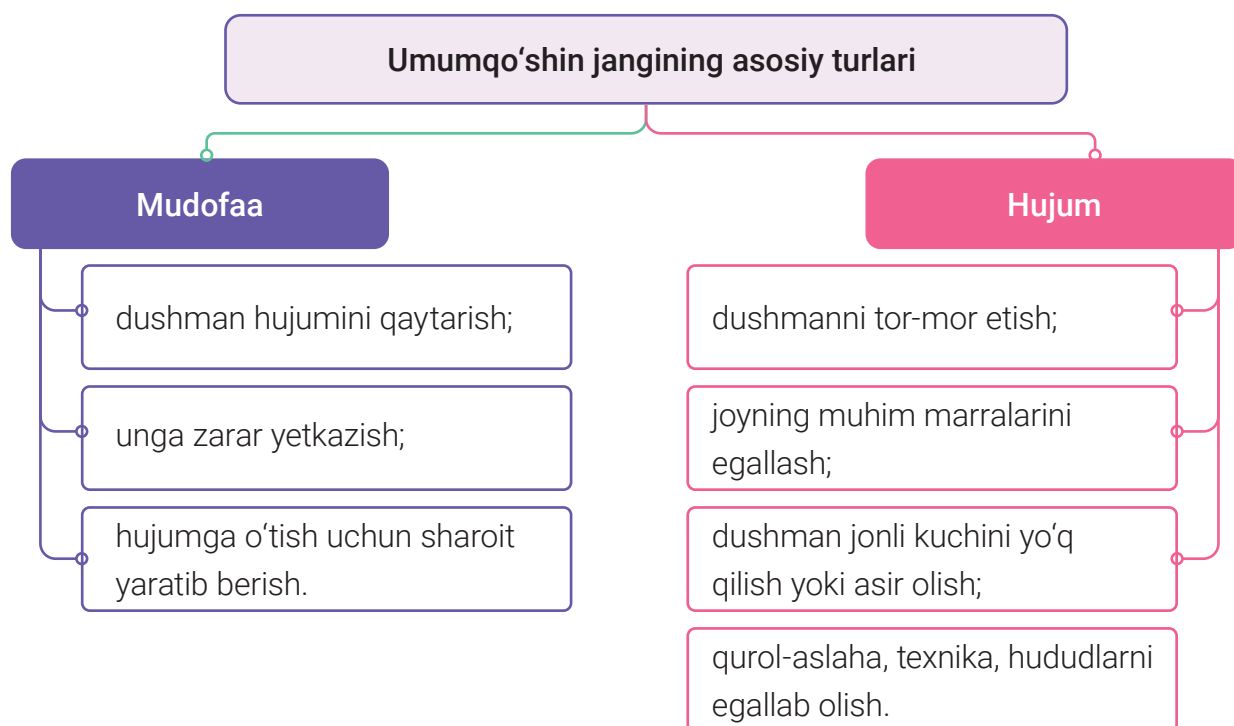 Umumqo‘shin jangining asosiy turlari
Mudofaa
dushman hujumini qaytarish;
unga zarar yetkazish;
hujumga o‘tish uchun sharoit
yaratib berish.
Hujum
dushmanni tor-mor etish;
joyning muhim marralarini
egallash;
dushman jonli kuchini yo‘q
qilish yoki asir olish;
qurol-aslaha, texnika, hududlarni
egallab olish.